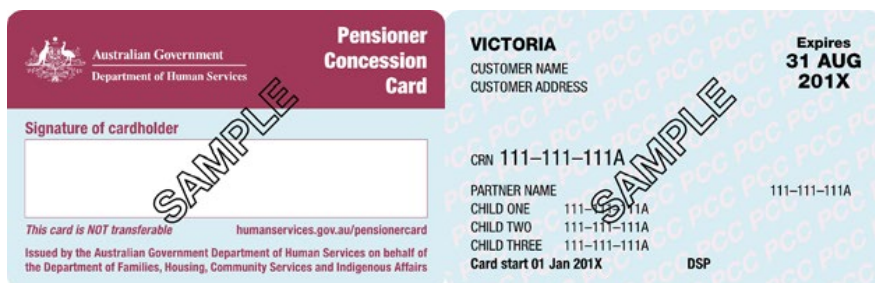 Australian Government
Department of Human Services
Pensioner
Concession
Card
Signature of cardholder
SAMPLE
This card is NOT transferable humanservices.gov.au/pensionercard
Issued by the Australian Government Department of Human Services on behalf of
the Department of Families, Housing, Community Services and Indigenous Affairs
VICTORIA
Expires
31 AUG
201X
CUSTOMER NAME
CUSTOMER ADDRESS
SAMPLE
CRN 111–111–111A
PARTNER NAME 111–111–111A
CHILD ONE 111–111–111A
CHILD TWO 111–111–111A
CHILD THREE 111–111–111A
Card start 01 Jan 201X DSP